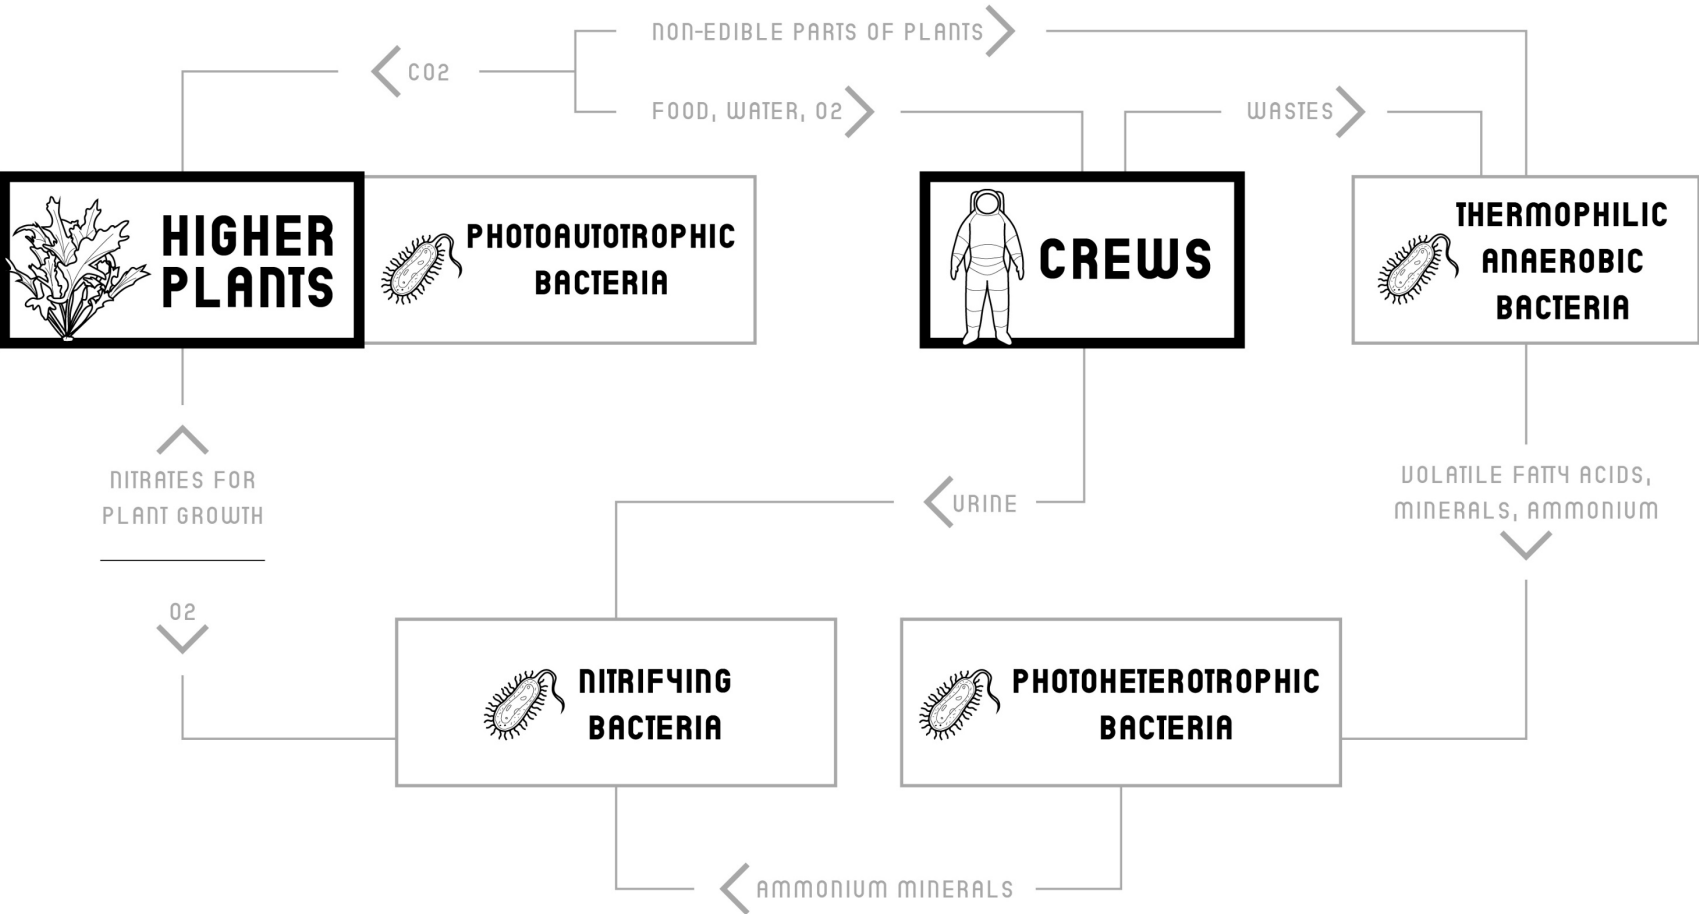 NON-EDIBLE PARTS OF PLANTS
CO2
FOOD, WATER, O2
WASTES
HIGHER
PLANTS
PHOTOAUTOTROPHIC
BACTERIA
CREWS
THERMOPHILIC
ANAEROBIC
BACTERIA
NITRATES FOR
PLANT GROWTH
URINE
VOLATILE FATTY ACIDS,
MINERALS, AMMONIUM
O2
NITRIFYING
BACTERIA
PHOTOHETEROTROPHIC
BACTERIA
AMMONIUM MINERALS